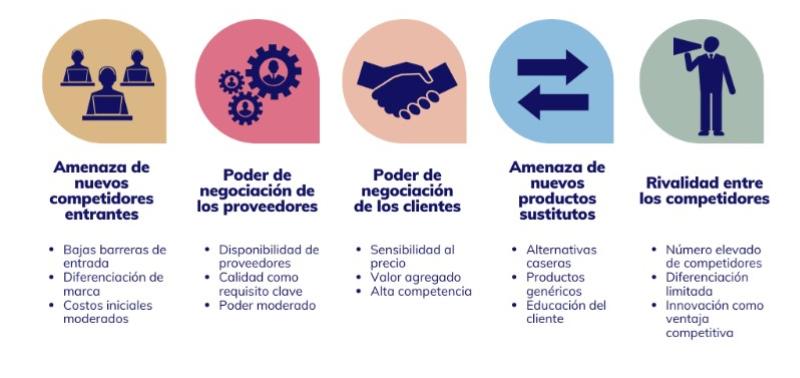 Amenaza de
nuevos
competidores
entrantes
• Bajas barreras de
entrada
• Diferenciación de
marca
• Costos iniciales
moderados
Poder de
negociación de
los proveedores
• Disponibilidad de
proveedores
• Calidad como
requisito clave
• Poder moderado
Poder de
negociación
de los clientes
• Sensibilidad al
precio
• Valor agregado
• Alta competencia
Amenaza de
nuevos
productos
sustitutos
• Alternativas
caseras
• Productos
genéricos
• Educación del
cliente
Rivalidad entre
los competidores
• Número elevado
de competidores
• Diferenciación
limitada
• Innovación como
ventaja
competitiva